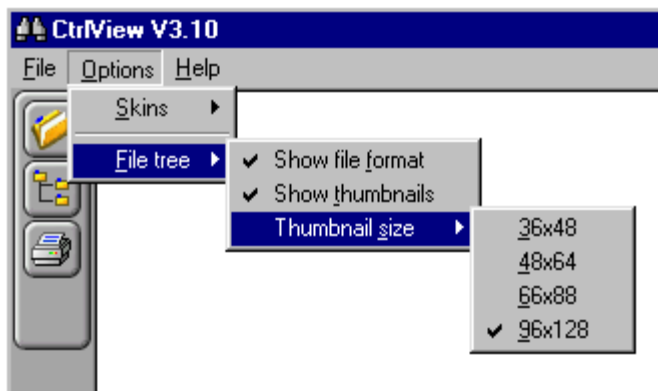 CtrlView V3.10
File Options Help
Skins
File tree
Show file format
Show thumbnails
Thumbnail size
36x48
48x64
66x88
96x128